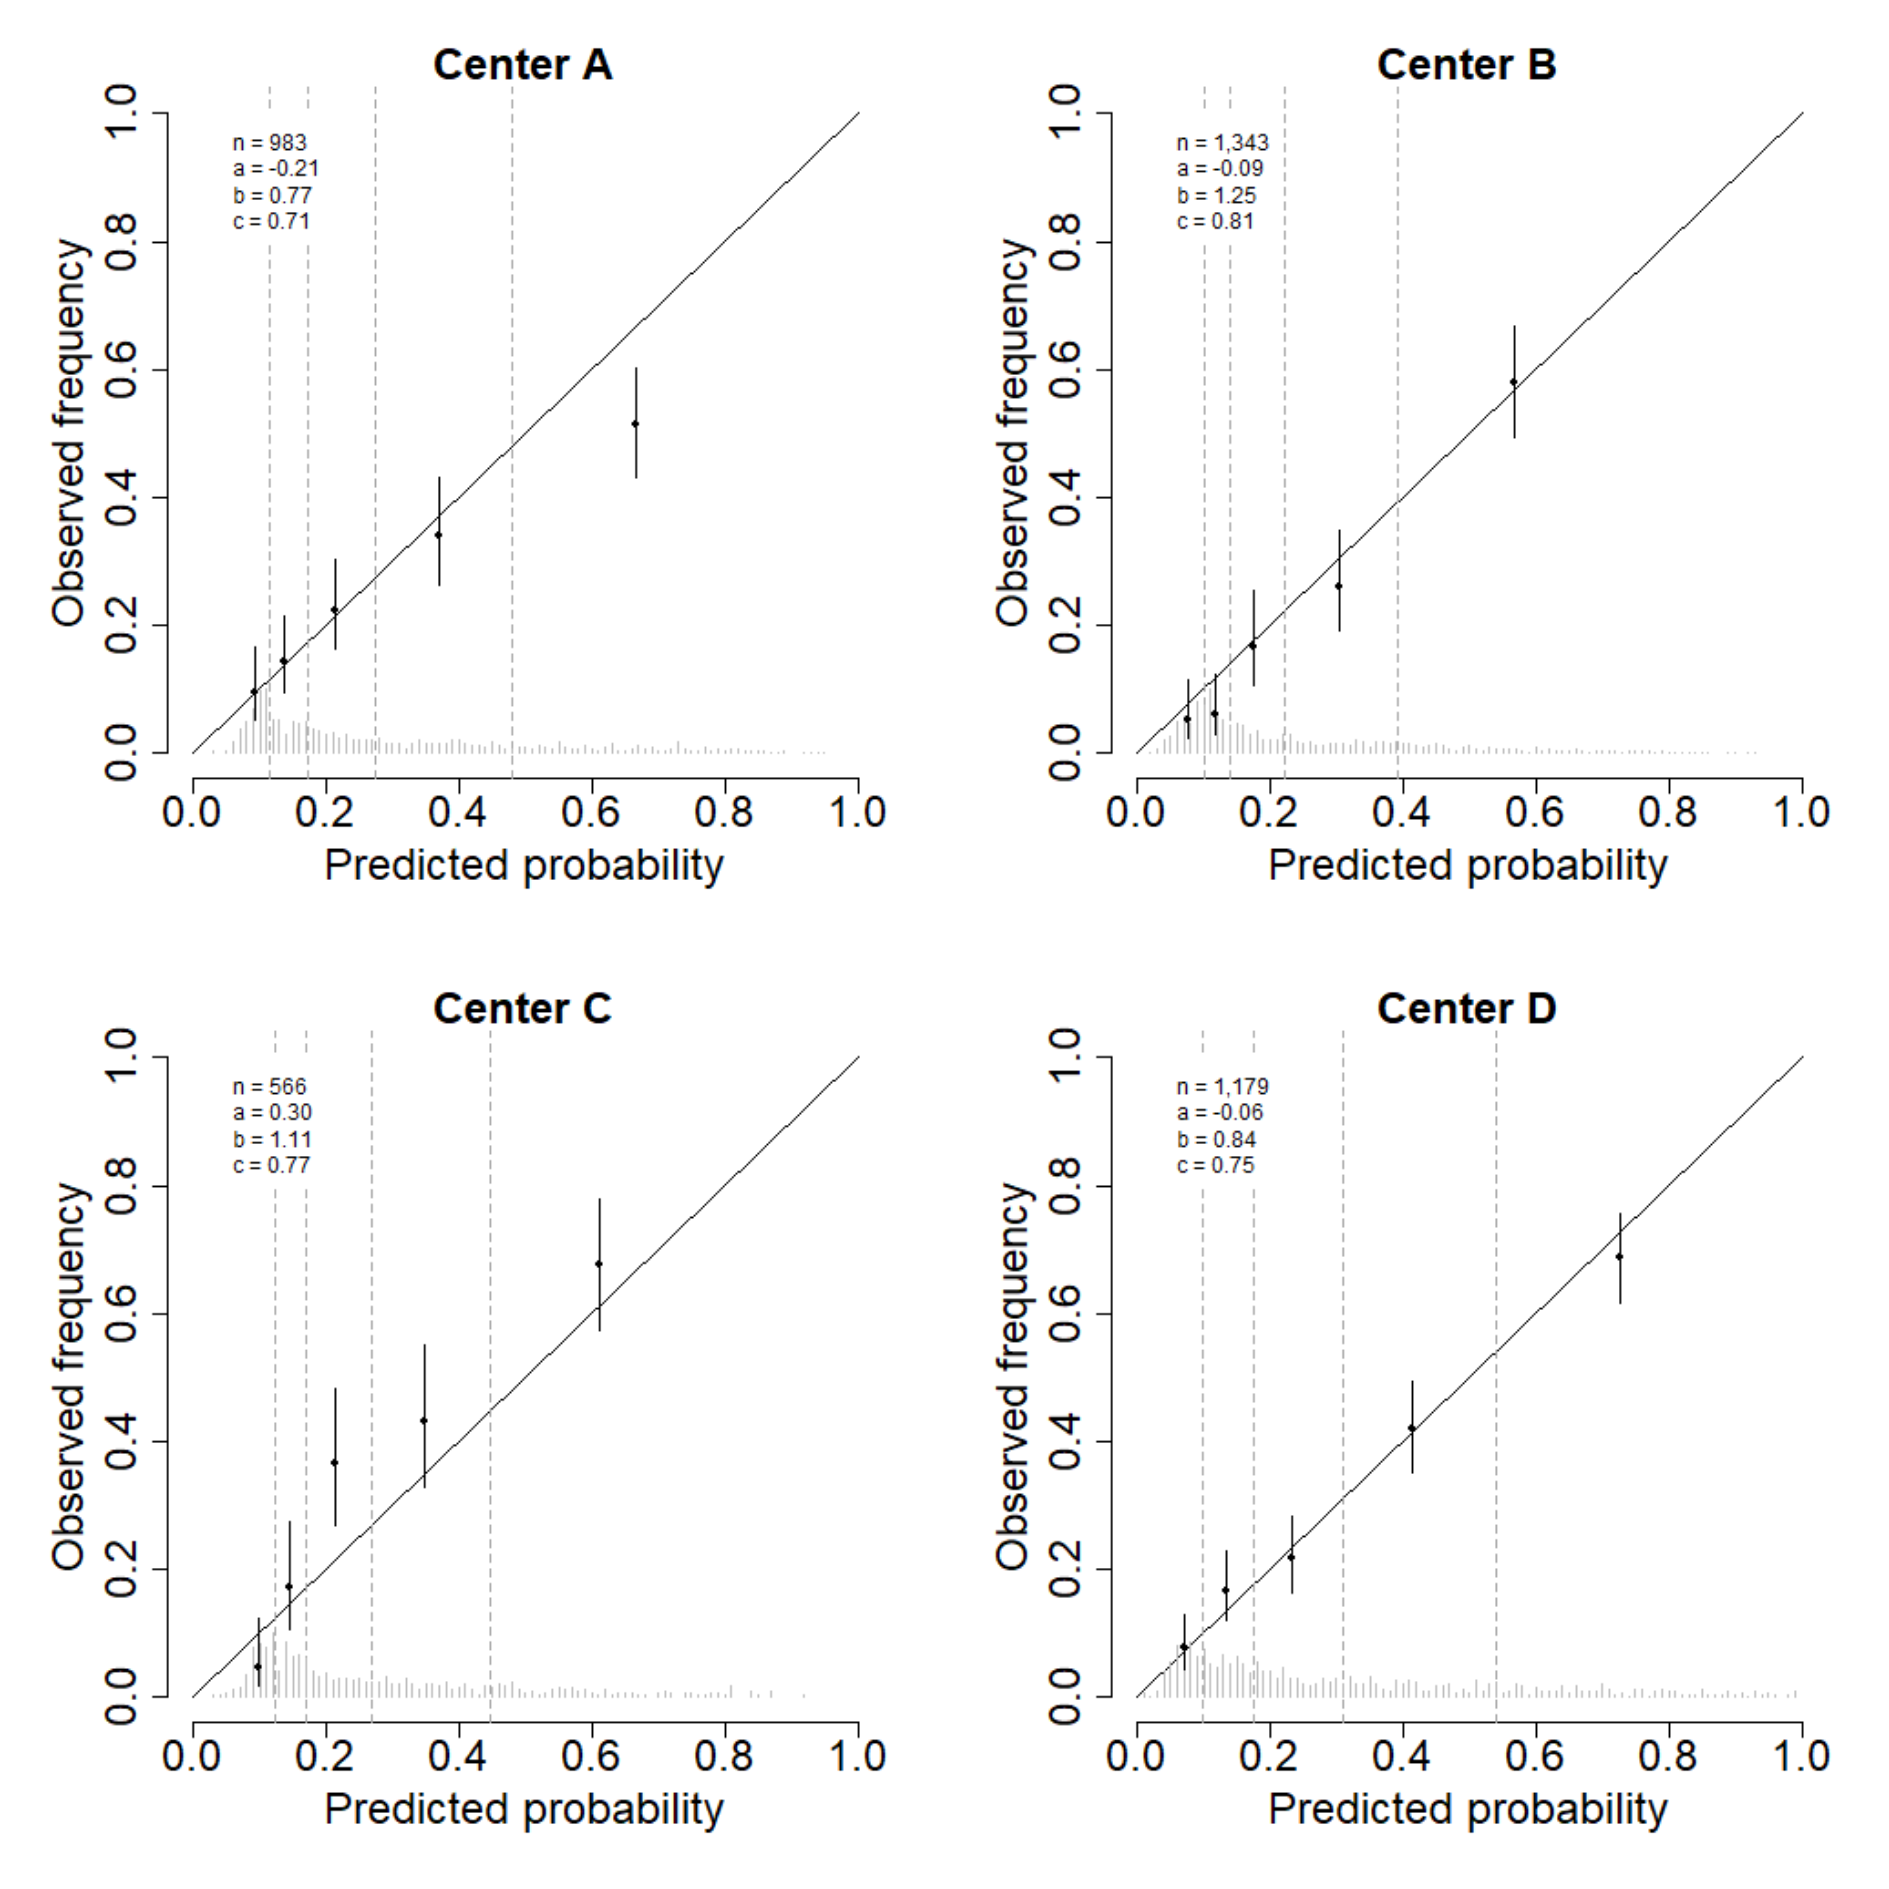 Center A
n = 983
a = -0.21
b = 0.77
c = 0.71
Observed frequency
1.0
0.8
0.6
0.4
0.2
0.0
0.0 0.2 0.4 0.6 0.8 1.0
Predicted probability
Center B
n = 1,343
a = -0.09
b = 1.25
c = 0.81
Observed frequency
1.0
0.8
0.6
0.4
0.2
0.0
0.0 0.2 0.4 0.6 0.8 1.0
Predicted probability
Center C
n = 566
a = 0.30
b = 1.11
c = 0.77
Observed frequency
1.0
0.8
0.6
0.4
0.2
0.0
0.0 0.2 0.4 0.6 0.8 1.0
Predicted probability
Center D
n = 1,179
a = -0.06
b = 0.84
c = 0.75
Observed frequency
1.0
0.8
0.6
0.4
0.2
0.0
0.0 0.2 0.4 0.6 0.8 1.0
Predicted probability